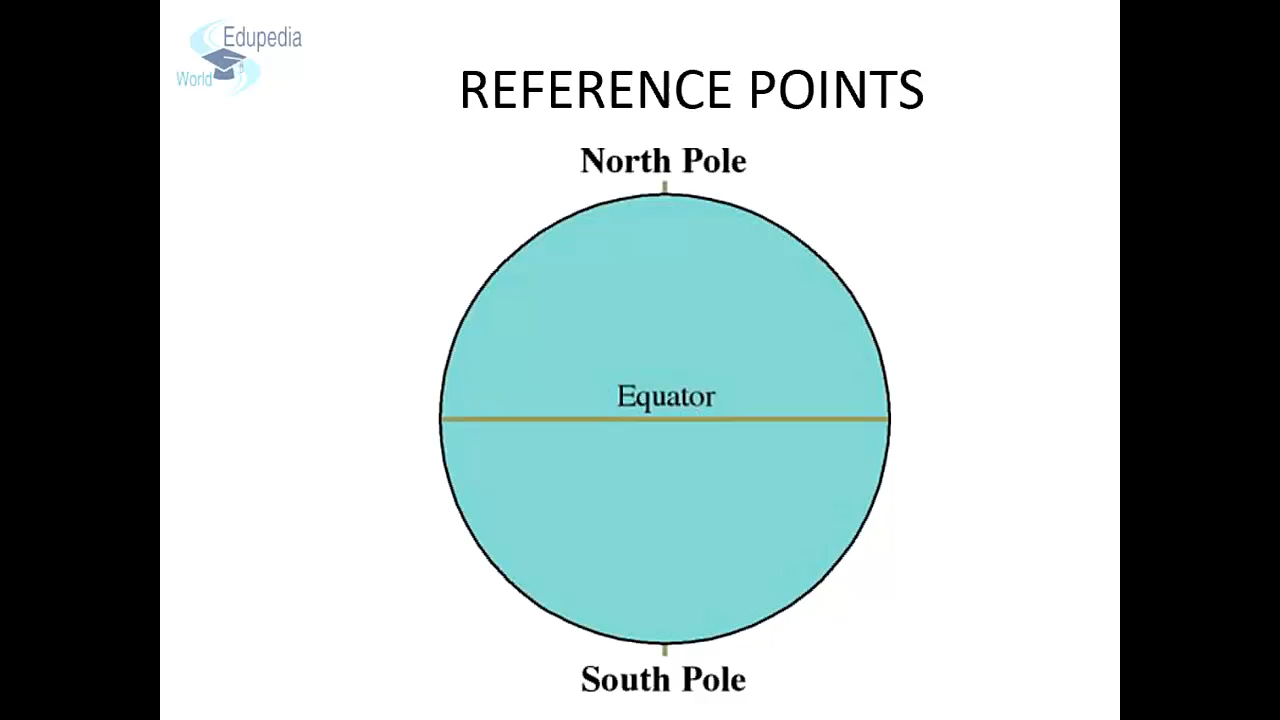 Edupedia
World
REFERENCE POINTS
North Pole
Equator
South Pole